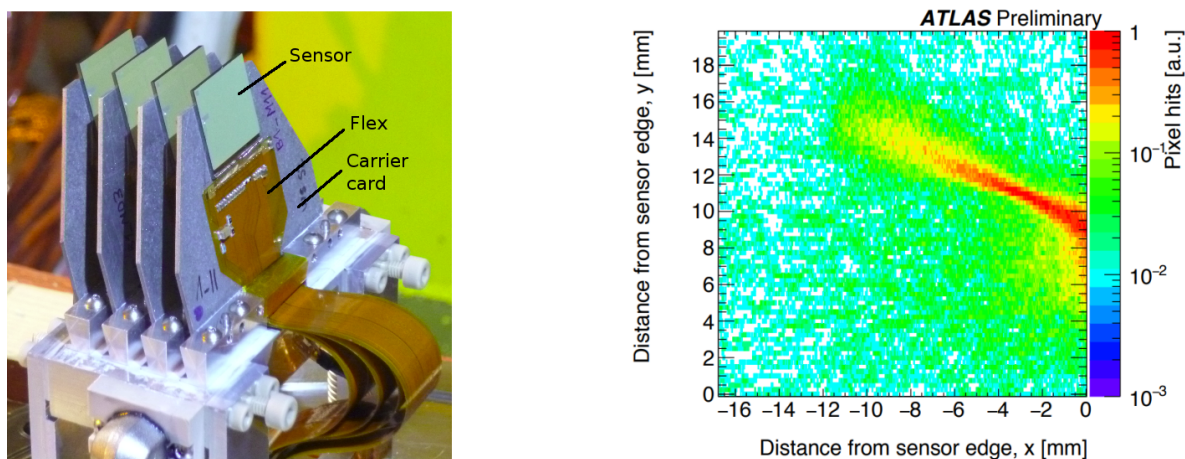 Sensor
Flex
Carrier
card
A-11
ATLAS Preliminary
Distance from sensor edge, y [mm]
18
16
14
12
10
8
6
4
2
0
−16 −14 −12 −10 −8 −6 −4 −2 0
Distance from sensor edge, x [mm]
1
10⁻¹
10⁻²
10⁻³
Pixel hits [a.u.]